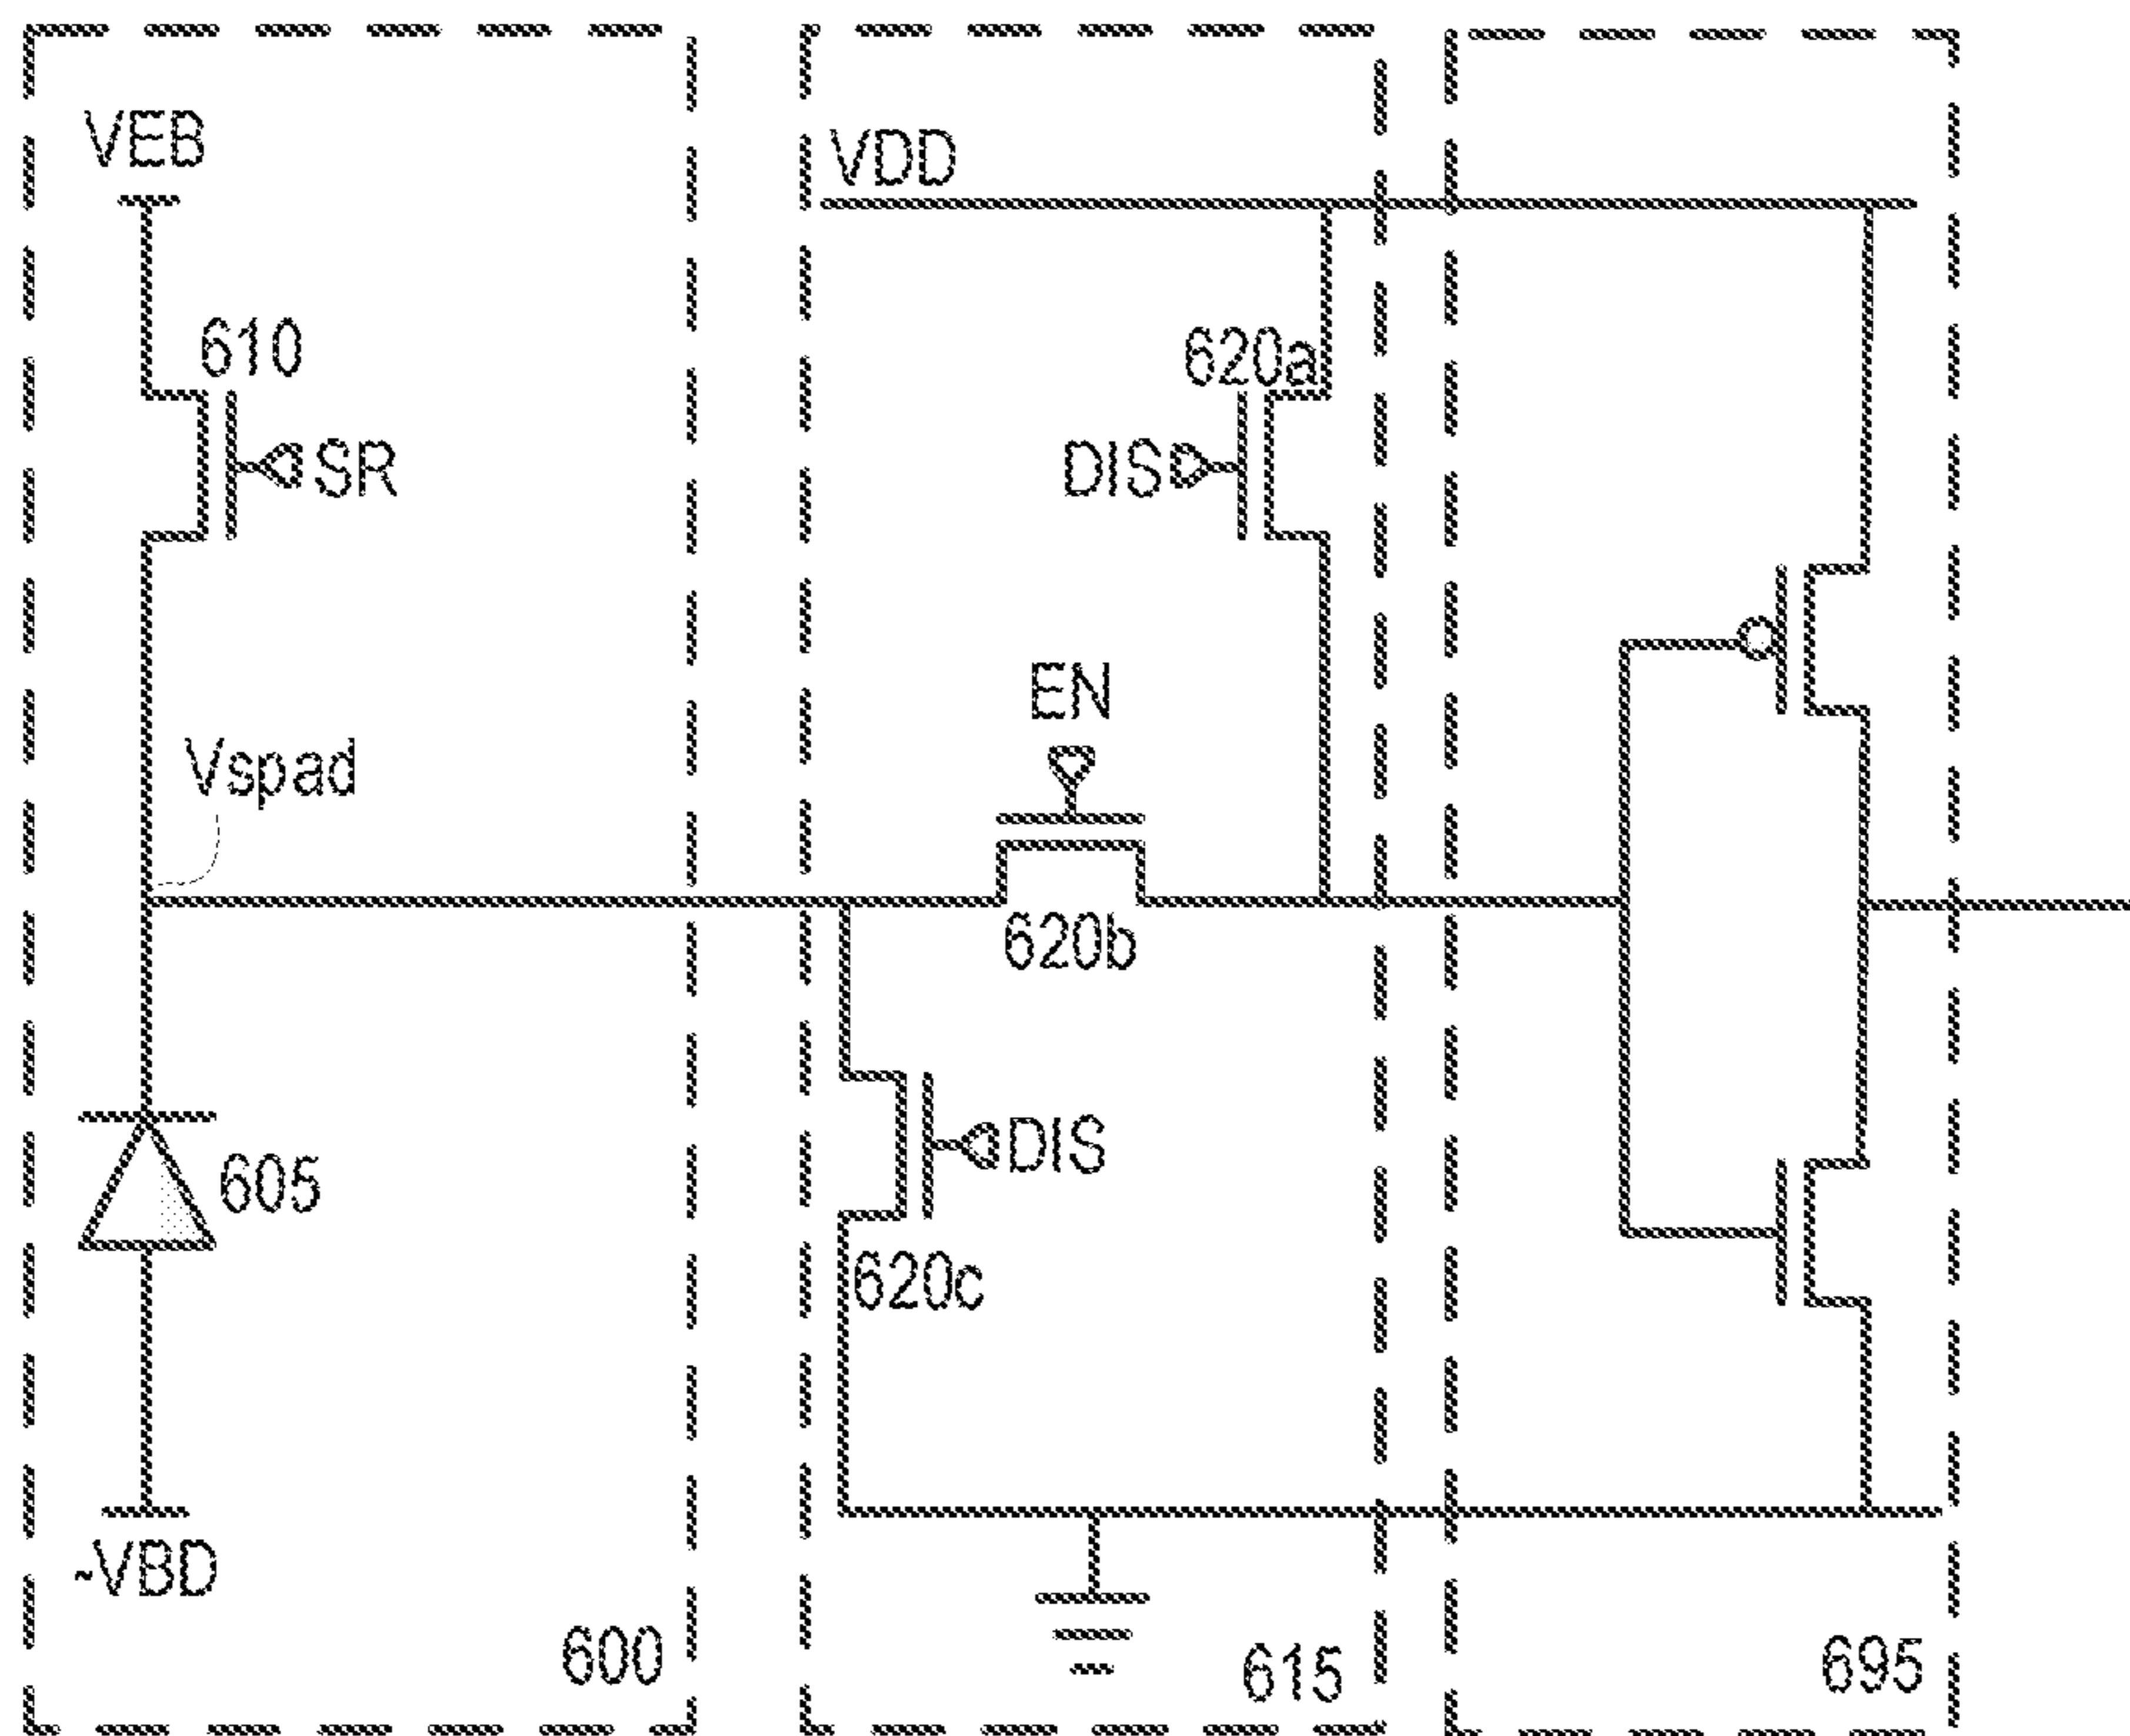 VEB
VDD
610
620a
SR
DIS
EN
Vspad
620b
DIS
605
620c
-VBD
600
615
695